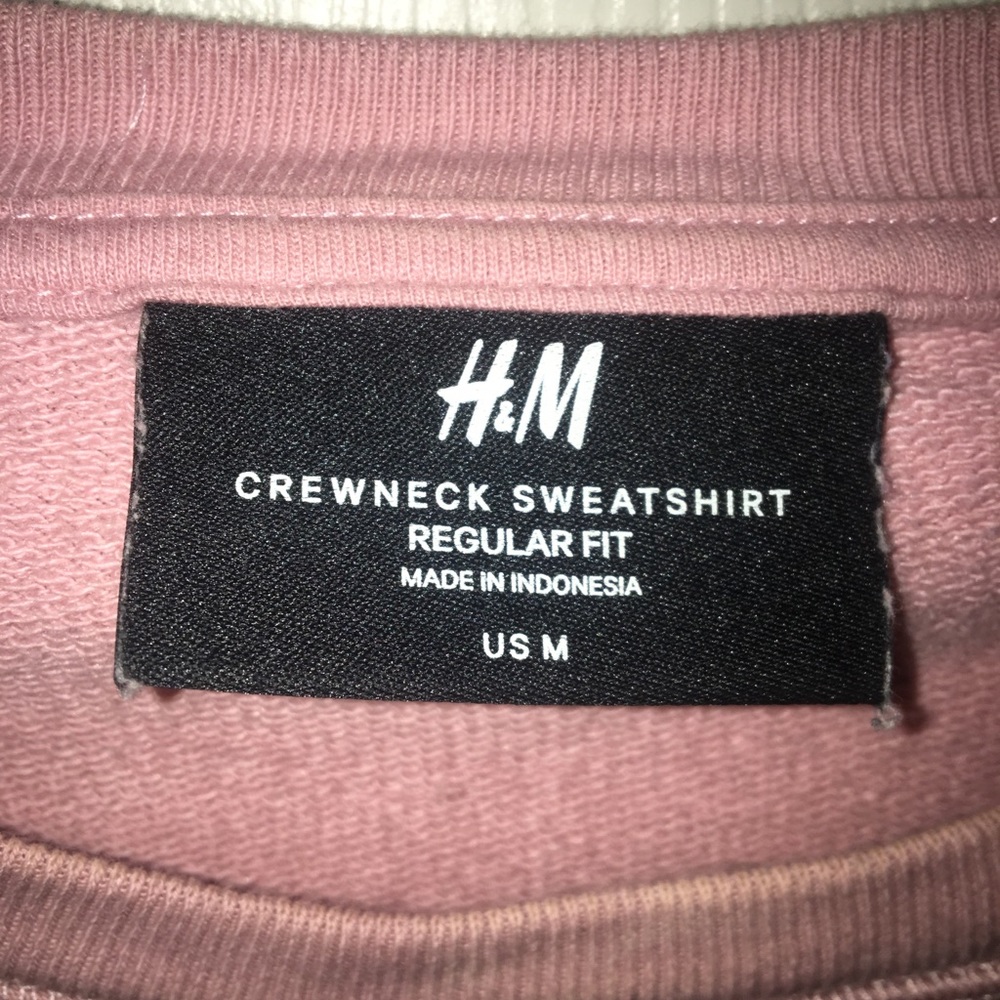 H&M
CREWNECK SWEATSHIRT
REGULAR FIT
MADE IN INDONESIA
US M